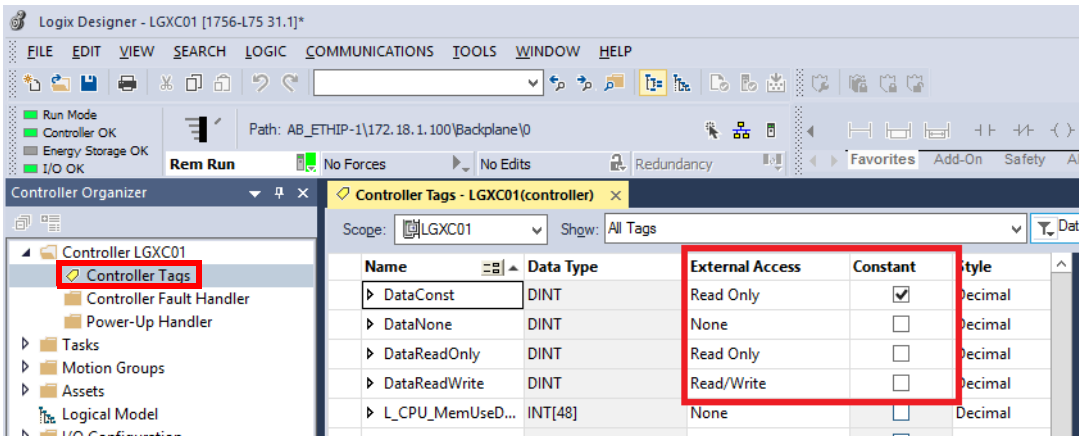 Logix Designer - LGXC01 [1756-L75 31.1]*
FILE EDIT VIEW SEARCH LOGIC COMMUNICATIONS TOOLS WINDOW HELP
Run Mode
Controller OK
Energy Storage OK
I/O OK
Path: AB_ETHIP-1\172.18.1.100\Backplane\0
Rem Run No Forces No Edits Redundancy
Favorites Add-On Safety
Controller Organizer
Controller Tags - LGXC01(controller)
Scope: LGXC01 Show: All Tags
Controller LGXC01
Controller Tags
Controller Fault Handler
Power-Up Handler
Tasks
Motion Groups
Assets
Logical Model
I/O Configuration
Name Data Type External Access Constant Style
DataConst DINT Read Only Decimal
DataNone DINT None Decimal
DataReadOnly DINT Read Only Decimal
DataReadWrite DINT Read/Write Decimal
L_CPU_MemUseD... INT[48] None Decimal